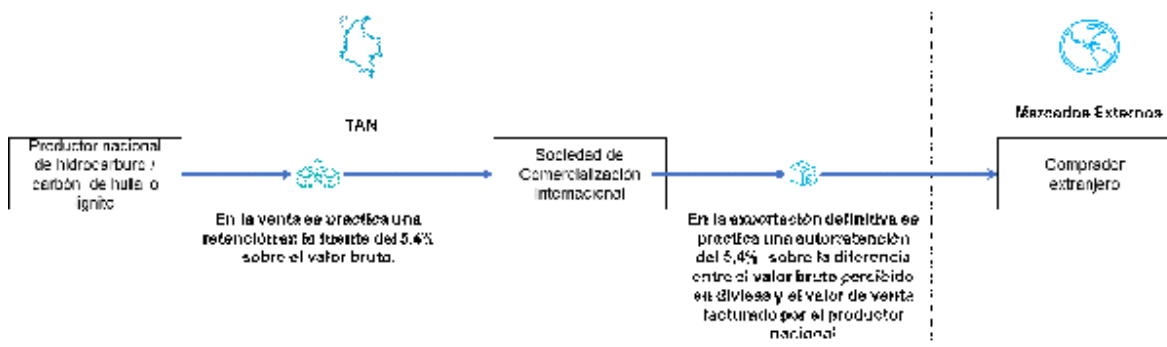 TAN
Mercados Externos
Productor nacional
de hidrocarburo /
carbón de hulla o
ignito
Sociedad de
Comercialización
Internacional
Comprador
extranjero
En la venta se practica una
retención en la fuente del 5.4%
sobre el valor bruto.
En la exportación definitiva se
practica una autorretención
del 5,4% sobre la diferencia
entre el valor bruto percibido
en divisas y el valor de venta
facturado por el productor
nacional